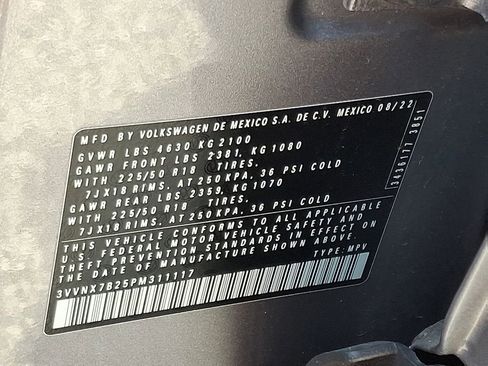 MFD BY VOLKSWAGEN DE MEXICO S.A. DE C.V. MEXICO 08/22
GVWR LBS 4630 KG 2100
GAWR FRONT LBS 2381, KG 1080
WITH 225/50 R18 TIRES,
7JX18 RIMS, AT 250 KPA, 36 PSI COLD
GAWR REAR LBS 2359, KG 1070
WITH 225/50 R18 TIRES,
7JX18 RIMS, AT 250 KPA, 36 PSI COLD
THIS VEHICLE CONFORMS TO ALL APPLICABLE
U.S. FEDERAL MOTOR VEHICLE SAFETY AND
THEFT PREVENTION STANDARDS IN EFFECT ON THE
DATE OF MANUFACTURE SHOWN ABOVE.
3VVNX7B25PM311117 TYPE: MPV
3436177 3851